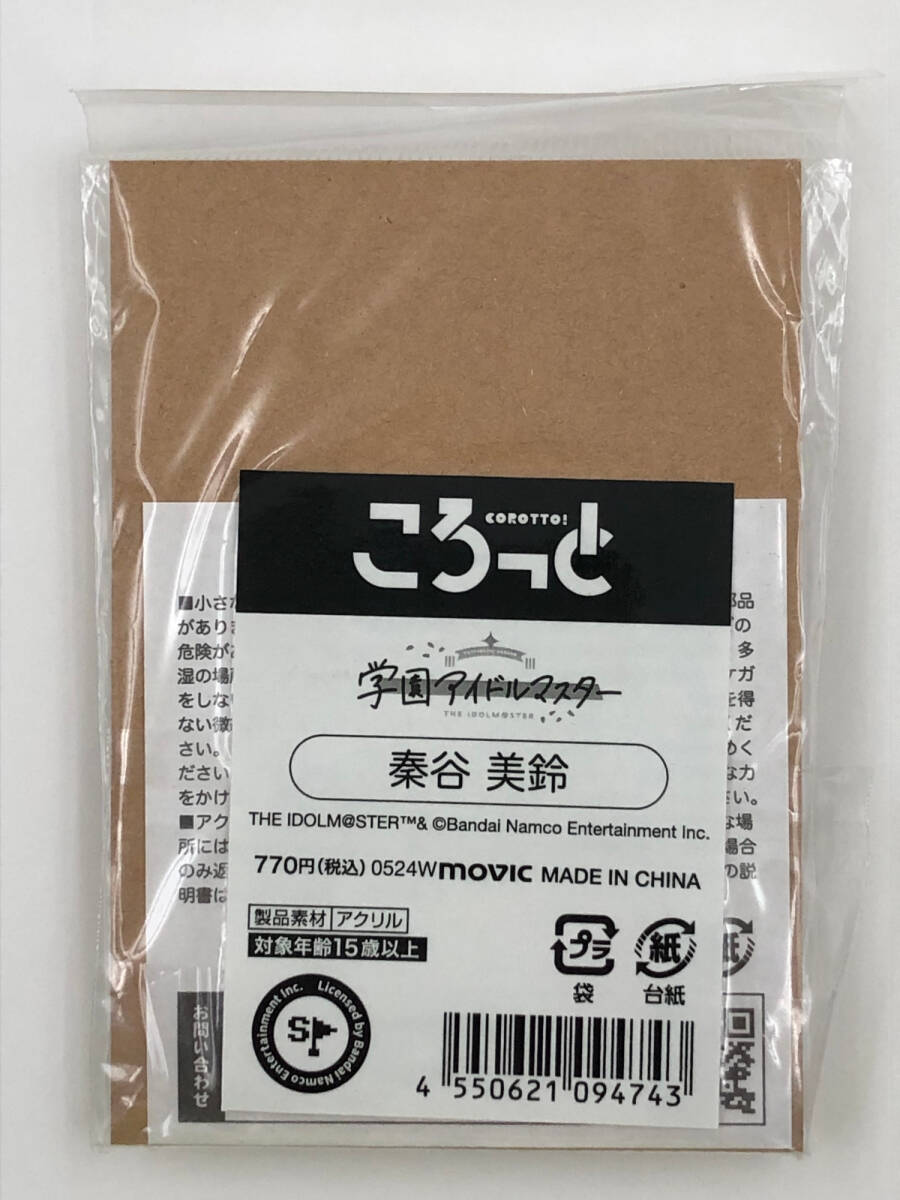 COROTTO!
ころっと
学園アイドルマスター
THE IDOLM@STER
秦谷 美鈴
THE IDOLM@STER™& ©Bandai Namco Entertainment Inc.
770円(税込) 0524W movic MADE IN CHINA
製品素材 アクリル
対象年齢15歳以上
プラ 紙
袋 台紙
Licensed by Bandai Namco Entertainment Inc.
4 550621 094743
■小さな
があり
危険が
湿の場
をしな
ない微
さい。
ださい
をかけ
■アク
所には
のみ返
明書は
部品
の
多
ケガ
を得
くだ
めく
な力
さい。
な場
場合
の説
お問い合わせ